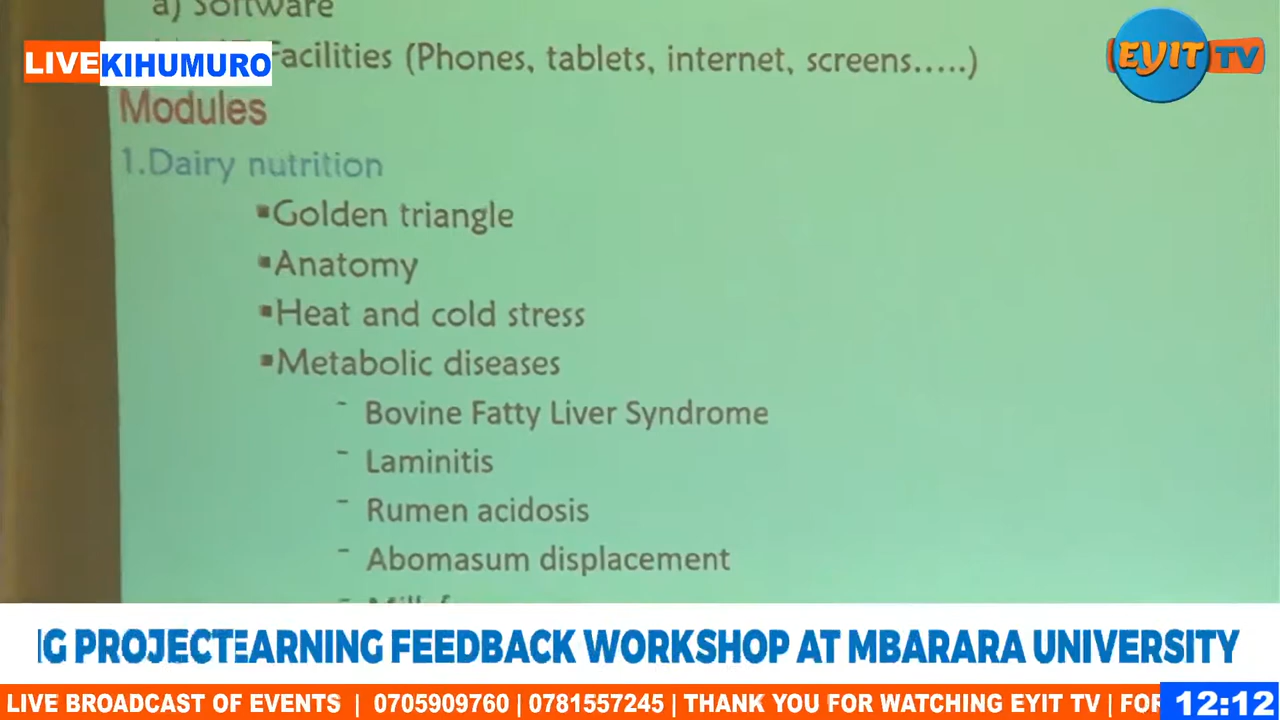 a) Software
Facilities (Phones, tablets, internet, screens.....)
LIVE KIHUMURO
EYIT TV
Modules
1.Dairy nutrition
▪Golden triangle
▪Anatomy
▪Heat and cold stress
▪Metabolic diseases
- Bovine Fatty Liver Syndrome
- Laminitis
- Rumen acidosis
- Abomasum displacement
G PROJECTEARNING FEEDBACK WORKSHOP AT MBARARA UNIVERSITY
LIVE BROADCAST OF EVENTS | 0705909760 | 0781557245 | THANK YOU FOR WATCHING EYIT TV | FOR
12:12